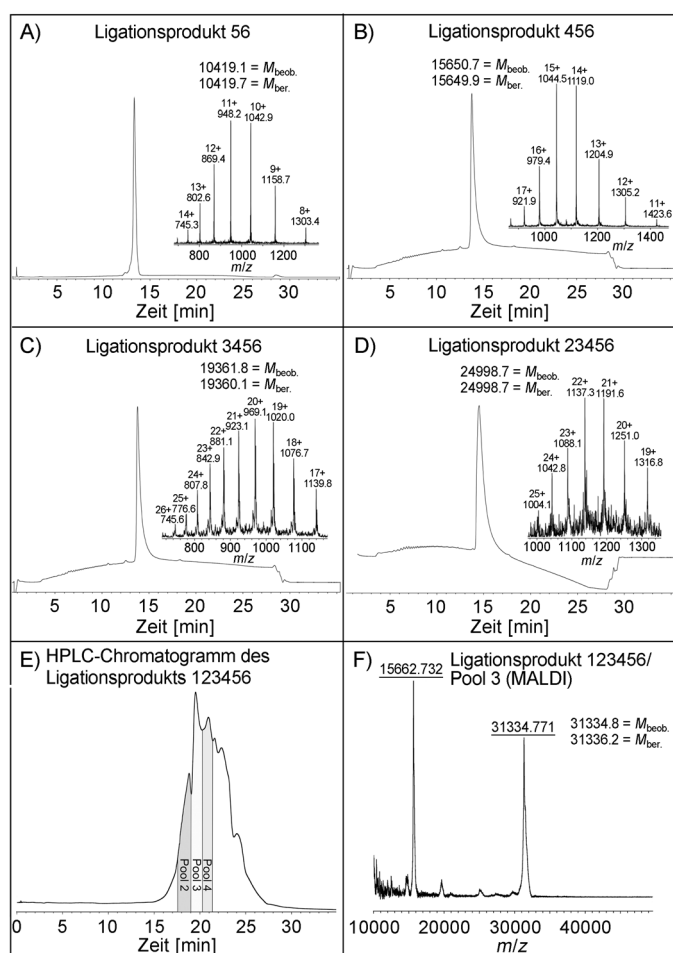 A) Ligationsprodukt 56
10419.1 = Mbeob.
10419.7 = Mber.
14+
745.3
13+
802.6
12+
869.4
11+
948.2
10+
1042.9
9+
1158.7
8+
1303.4
800 1000 1200
m/z
5 10 15 20 25 30
Zeit [min]
B) Ligationsprodukt 456
15650.7 = Mbeob.
15649.9 = Mber.
17+
921.9
16+
979.4
15+
1044.5
14+
1119.0
13+
1204.9
12+
1305.2
11+
1423.6
1000 1200 1400
m/z
5 10 15 20 25 30
Zeit [min]
C) Ligationsprodukt 3456
19361.8 = Mbeob.
19360.1 = Mber.
26+
745.6
25+
776.6
24+
807.8
23+
842.9
22+
881.1
21+
923.1
20+
969.1
19+
1020.0
18+
1076.7
17+
1139.8
800 900 1000 1100
m/z
5 10 15 20 25 30
Zeit [min]
D) Ligationsprodukt 23456
24998.7 = Mbeob.
24998.7 = Mber.
25+
1004.1
24+
1042.8
23+
1088.1
22+
1137.3
21+
1191.6
20+
1251.0
19+
1316.8
1000 1100 1200 1300
m/z
5 10 15 20 25 30
Zeit [min]
E) HPLC-Chromatogramm des
Ligationsprodukts 123456
Pool 2
Pool 3
Pool 4
0 5 10 15 20 25 30
Zeit [min]
F) Ligationsprodukt 123456/
Pool 3 (MALDI)
15662.732
31334.771
31334.8 = Mbeob.
31336.2 = Mber.
10000 20000 30000 40000
m/z